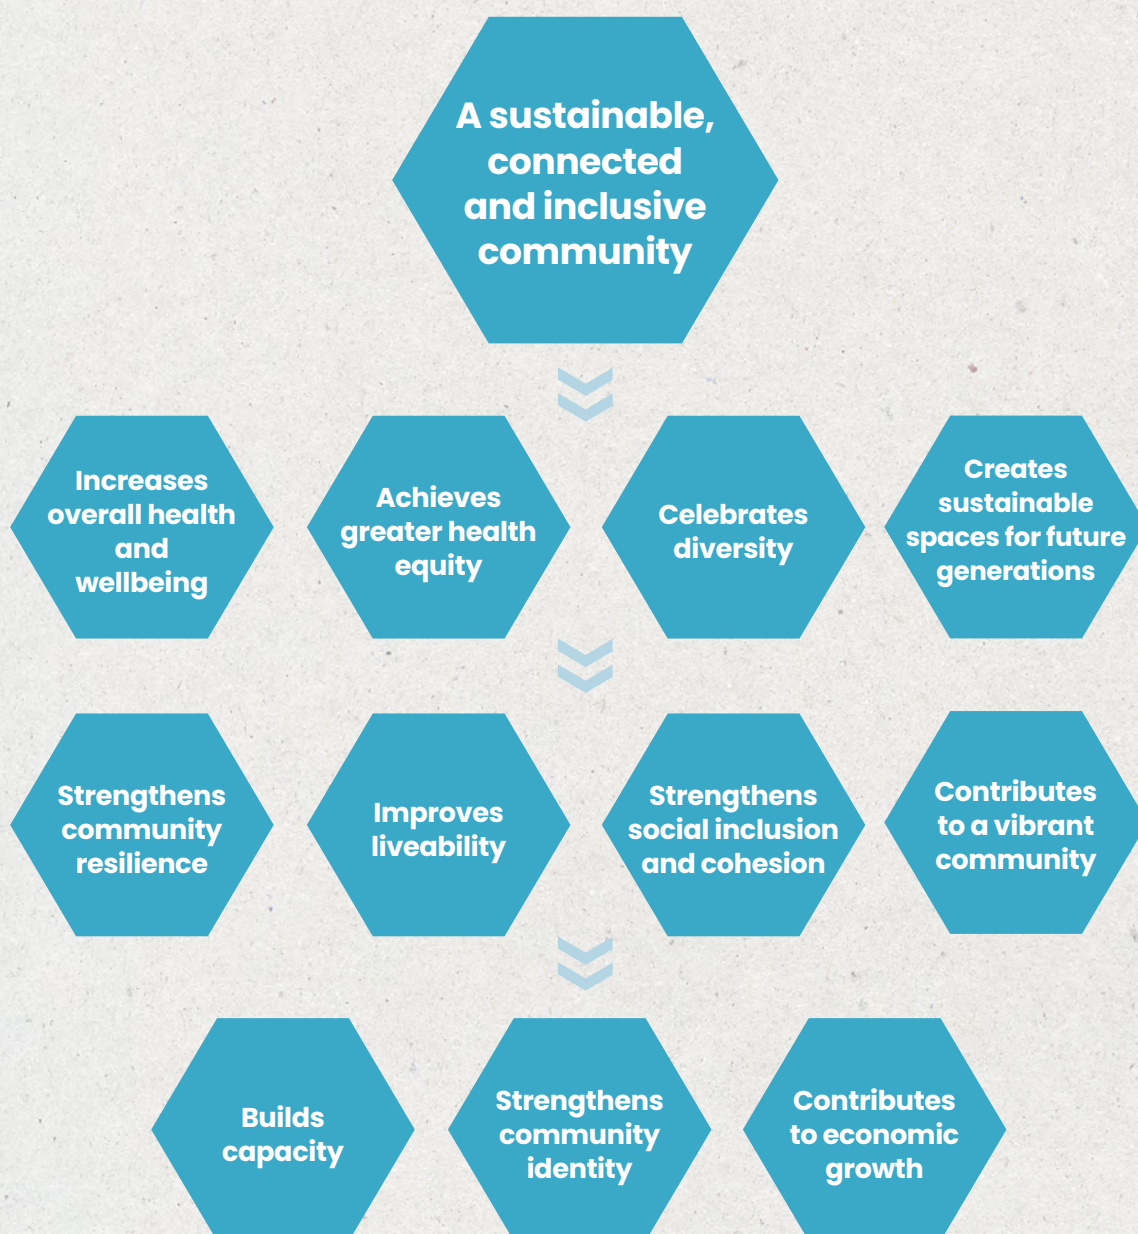 A sustainable,
connected
and inclusive
community
Increases
overall health
and
wellbeing
Achieves
greater health
equity
Celebrates
diversity
Creates
sustainable
spaces for future
generations
Strengthens
community
resilience
Improves
liveability
Strengthens
social inclusion
and cohesion
Contributes
to a vibrant
community
Builds
capacity
Strengthens
community
identity
Contributes
to economic
growth